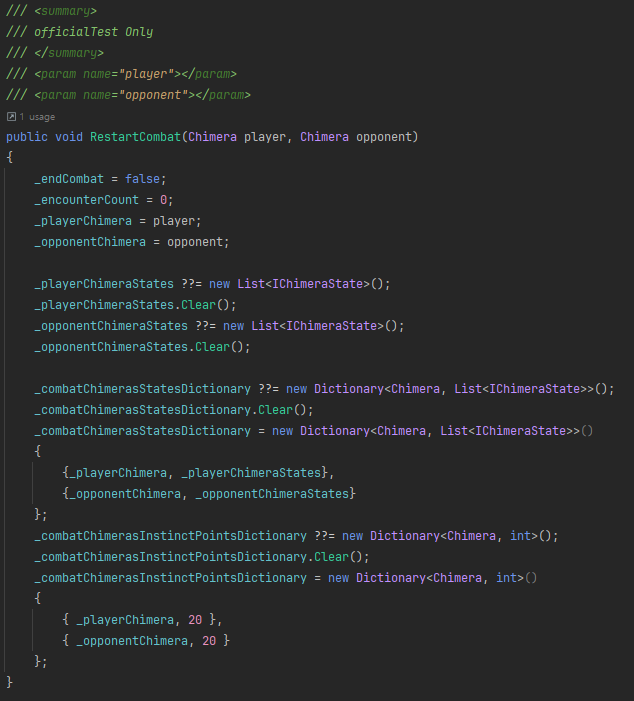 /// <summary>
/// officialTest Only
/// </summary>
/// <param name="player"></param>
/// <param name="opponent"></param>
1 usage
public void RestartCombat(Chimera player, Chimera opponent)
{
    _endCombat = false;
    _encounterCount = 0;
    _playerChimera = player;
    _opponentChimera = opponent;

    _playerChimeraStates ??= new List<IChimeraState>();
    _playerChimeraStates.Clear();
    _opponentChimeraStates ??= new List<IChimeraState>();
    _opponentChimeraStates.Clear();

    _combatChimerasStatesDictionary ??= new Dictionary<Chimera, List<IChimeraState>>();
    _combatChimerasStatesDictionary.Clear();
    _combatChimerasStatesDictionary = new Dictionary<Chimera, List<IChimeraState>>()
    {
        {_playerChimera, _playerChimeraStates},
        {_opponentChimera, _opponentChimeraStates}
    };
    _combatChimerasInstinctPointsDictionary ??= new Dictionary<Chimera, int>();
    _combatChimerasInstinctPointsDictionary.Clear();
    _combatChimerasInstinctPointsDictionary = new Dictionary<Chimera, int>()
    {
        { _playerChimera, 20 },
        { _opponentChimera, 20 }
    };
}